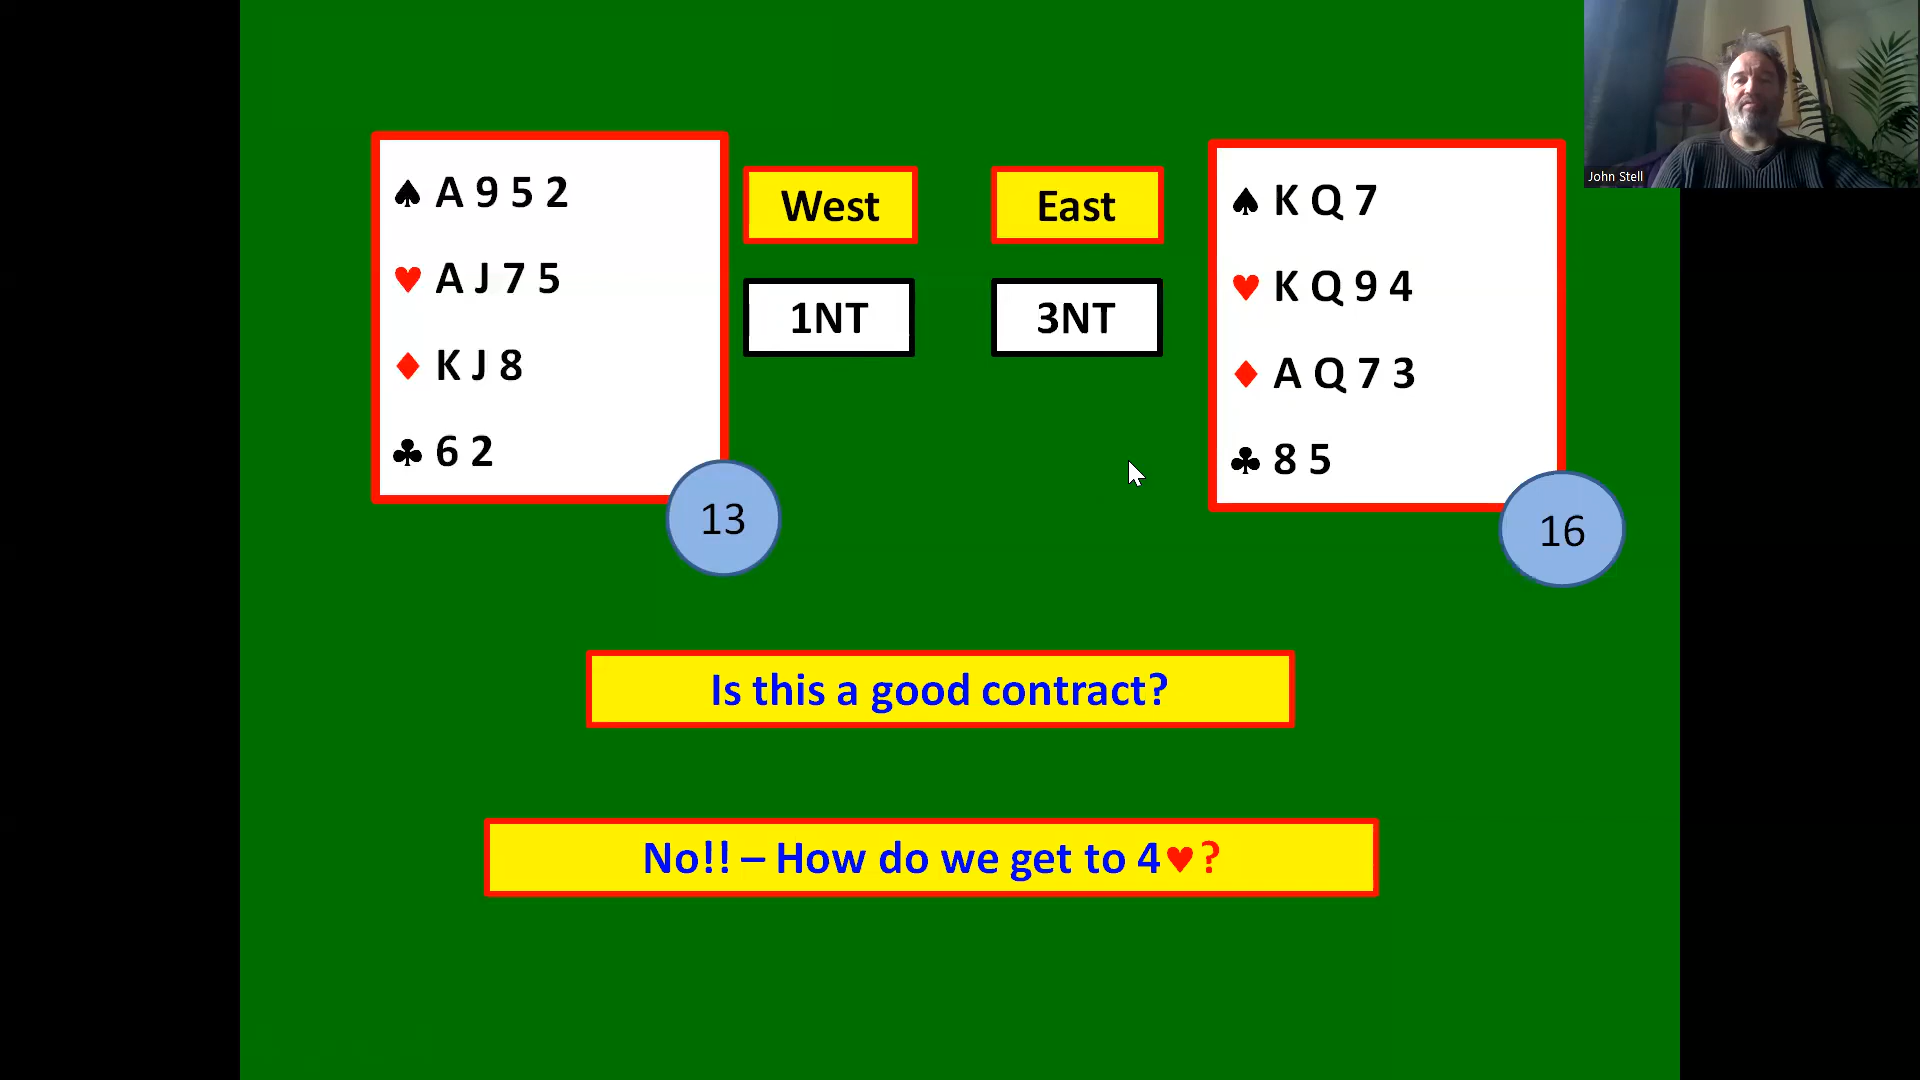 ♠ A 9 5 2
♥ A J 7 5
♦ K J 8
♣ 6 2
13
West
East
1NT
3NT
♠ K Q 7
♥ K Q 9 4
♦ A Q 7 3
♣ 8 5
16
John Stell
Is this a good contract?
No!! – How do we get to 4♥?